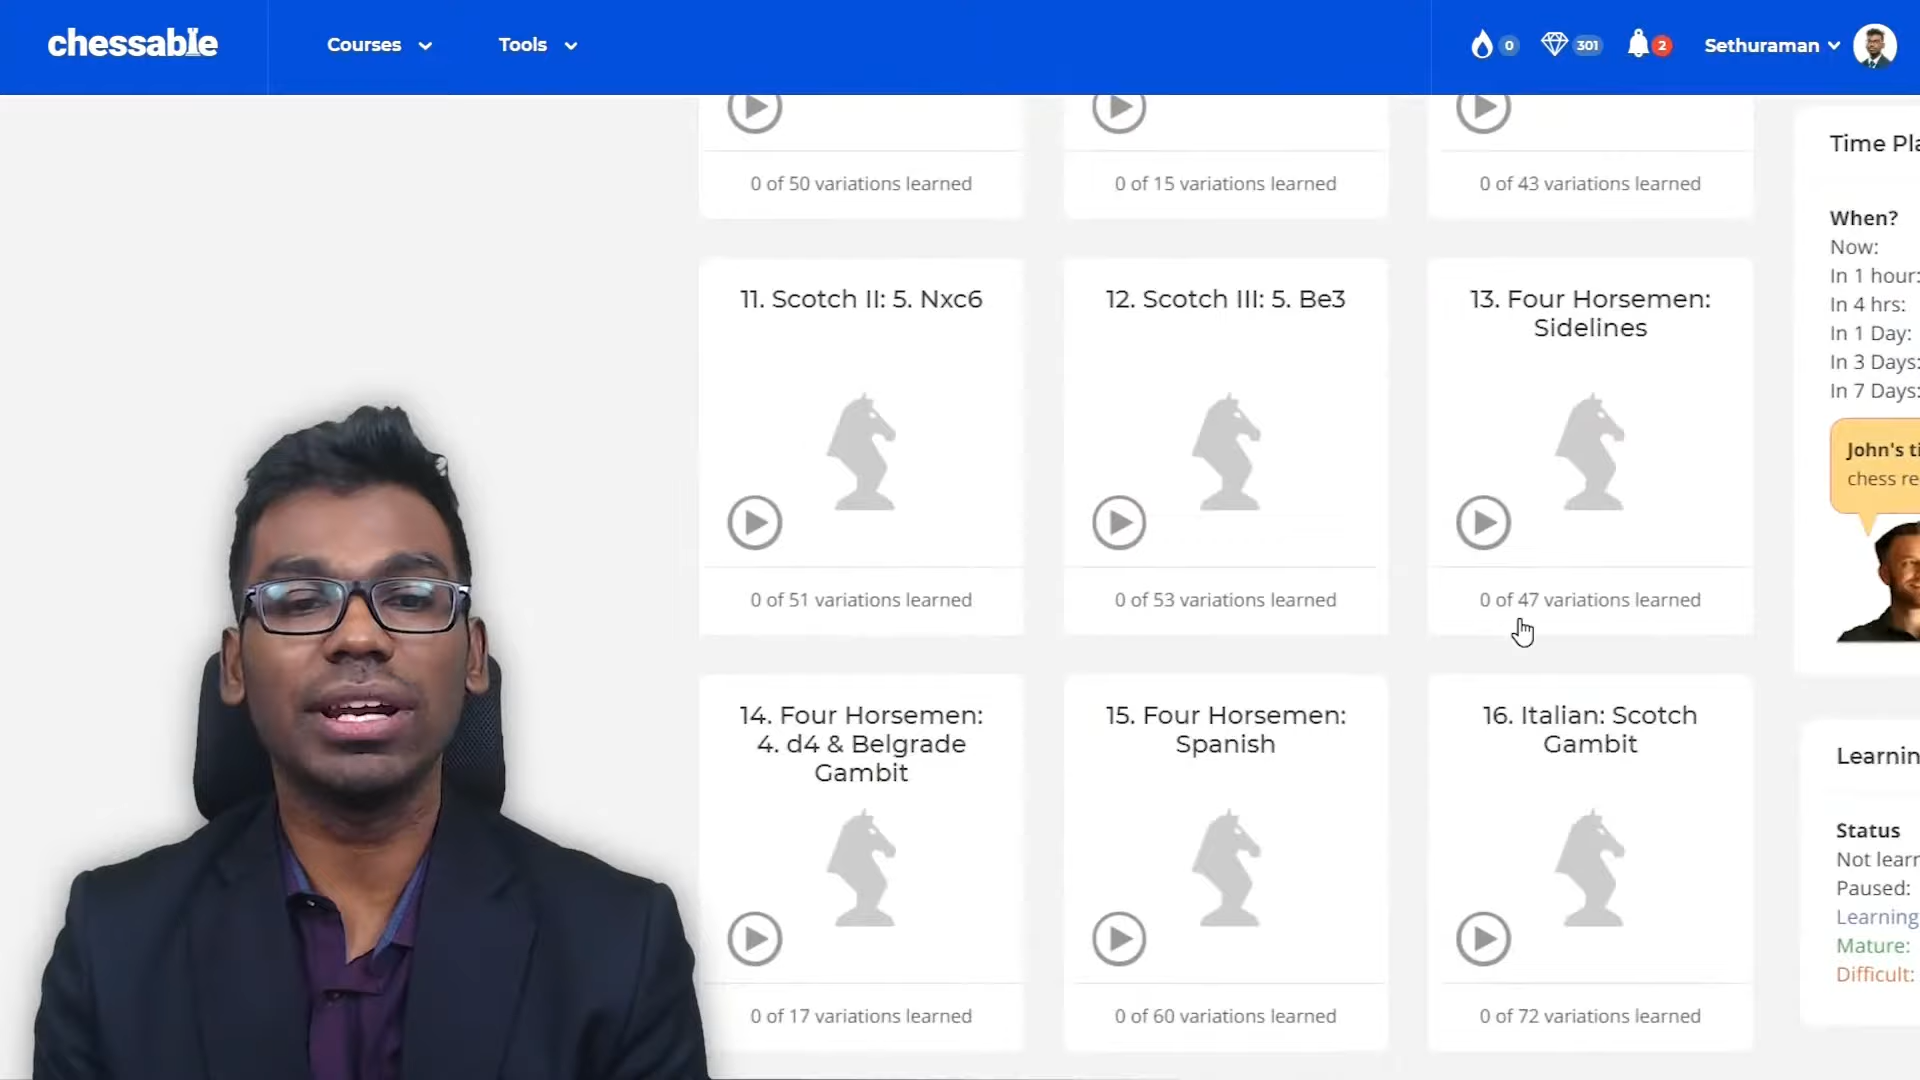 chessable
Courses
Tools
0
301
2
Sethuraman
0 of 50 variations learned
0 of 15 variations learned
0 of 43 variations learned
11. Scotch II: 5. Nxc6
12. Scotch III: 5. Be3
13. Four Horsemen:
Sidelines
0 of 51 variations learned
0 of 53 variations learned
0 of 47 variations learned
14. Four Horsemen:
4. d4 & Belgrade
Gambit
15. Four Horsemen:
Spanish
16. Italian: Scotch
Gambit
0 of 17 variations learned
0 of 60 variations learned
0 of 72 variations learned
Time Pla
When?
Now:
In 1 hour:
In 4 hrs:
In 1 Day:
In 3 Days:
In 7 Days:
John's ti
chess re
Learnin
Status
Not learn
Paused:
Learning
Mature:
Difficult: